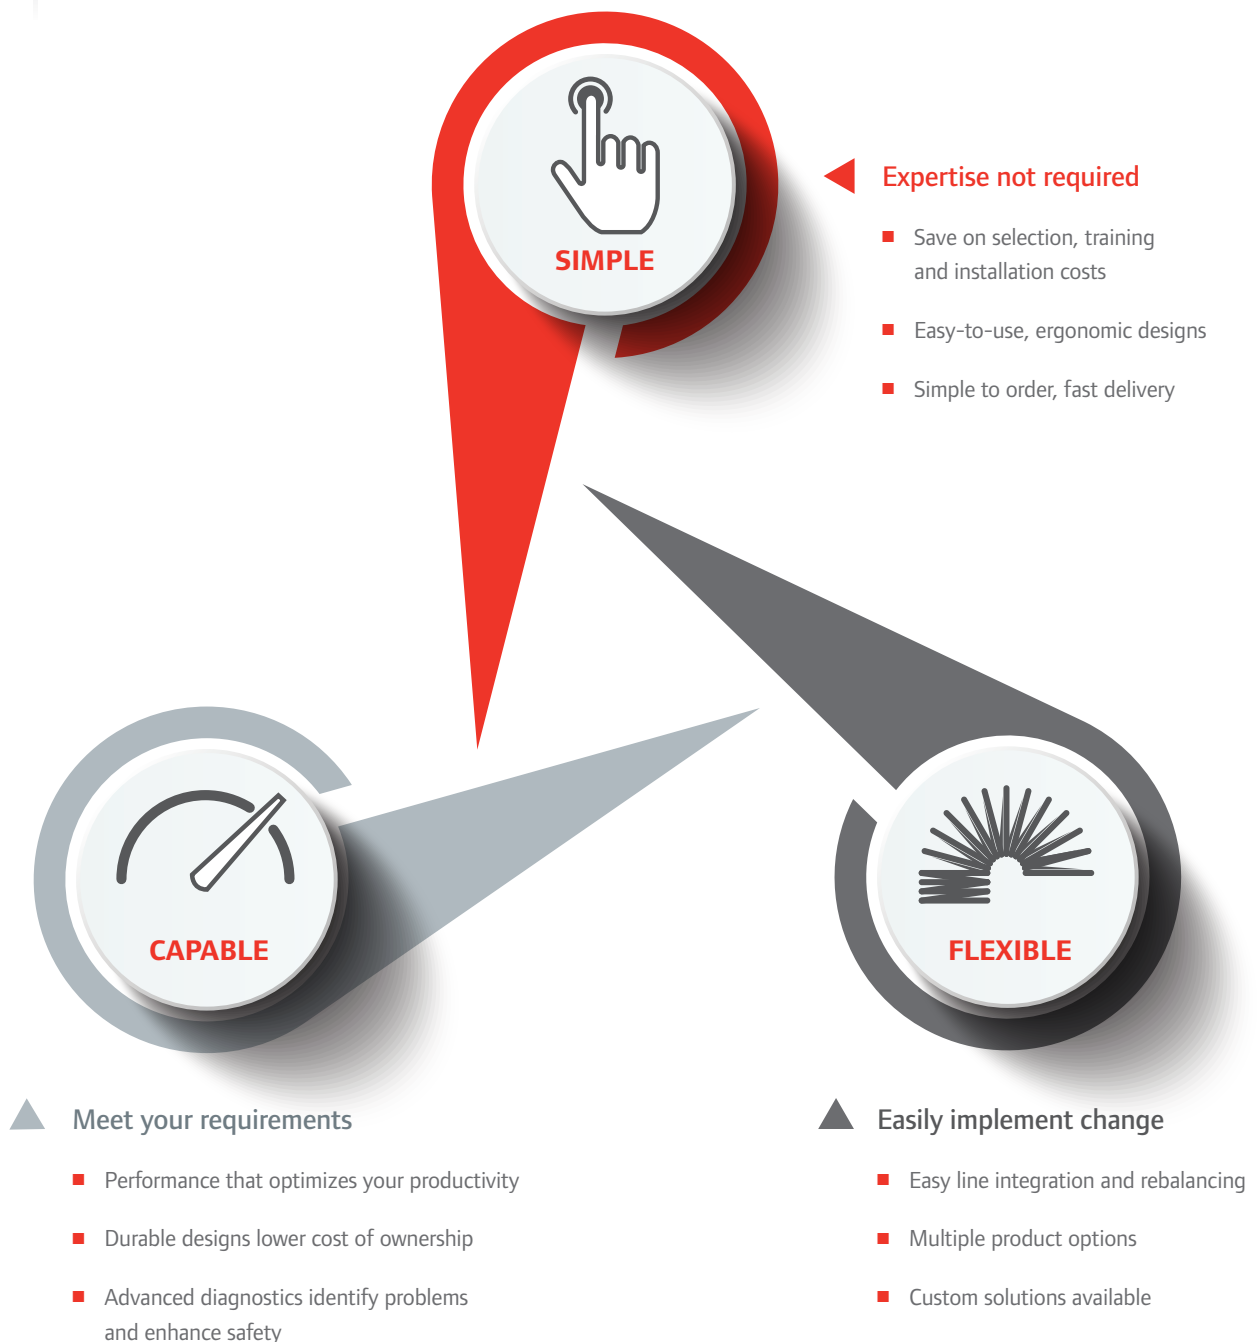 SIMPLE
Expertise not required
Save on selection, training
and installation costs
Easy-to-use, ergonomic designs
Simple to order, fast delivery
CAPABLE
FLEXIBLE
Meet your requirements
Performance that optimizes your productivity
Durable designs lower cost of ownership
Advanced diagnostics identify problems
and enhance safety
Easily implement change
Easy line integration and rebalancing
Multiple product options
Custom solutions available